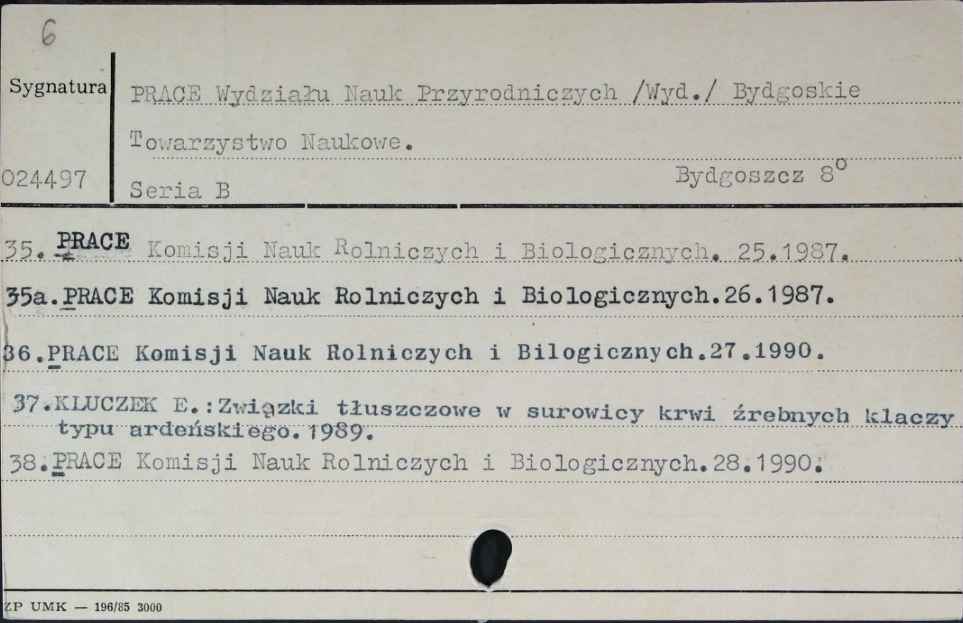 6
Sygnatura
PRACE Wydziału Nauk Przyrodniczych /Wyd./ Bydgoskie
Towarzystwo Naukowe.
024497
Bydgoszcz 8o
Seria B
35. PRACE Komisji Nauk Rolniczych i Biologicznych. 25.1987.
35a.PRACE Komisji Nauk Rolniczych i Biologicznych.26.1987.
36.PRACE Komisji Nauk Rolniczych i Bilogicznych.27.1990.
37.KLUCZEK E.:Związki tłuszczowe w surowicy krwi źrebnych klaczy
typu ardeńskiego.1989.
38.PRACE Komisji Nauk Rolniczych i Biologicznych.28.1990.
ZP UMK — 196/85 3000